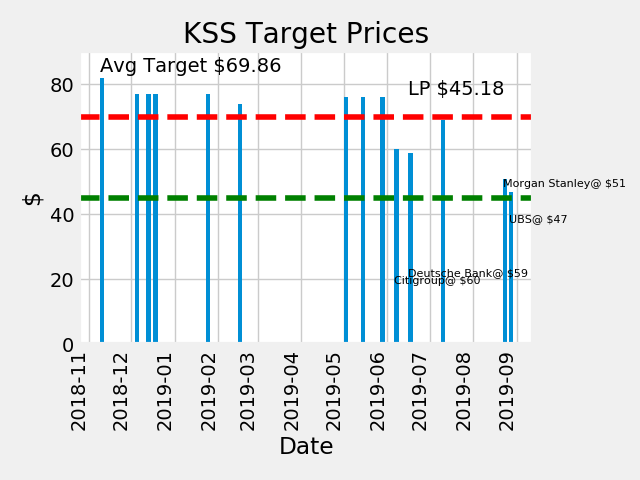 KSS Target Prices
Avg Target $69.86
LP $45.18
80
60
40
20
0
$
Morgan Stanley@ $51
UBS@ $47
Deutsche Bank@ $59
Citigroup@ $60
2018-11
2018-12
2019-01
2019-02
2019-03
2019-04
2019-05
2019-06
2019-07
2019-08
2019-09
Date